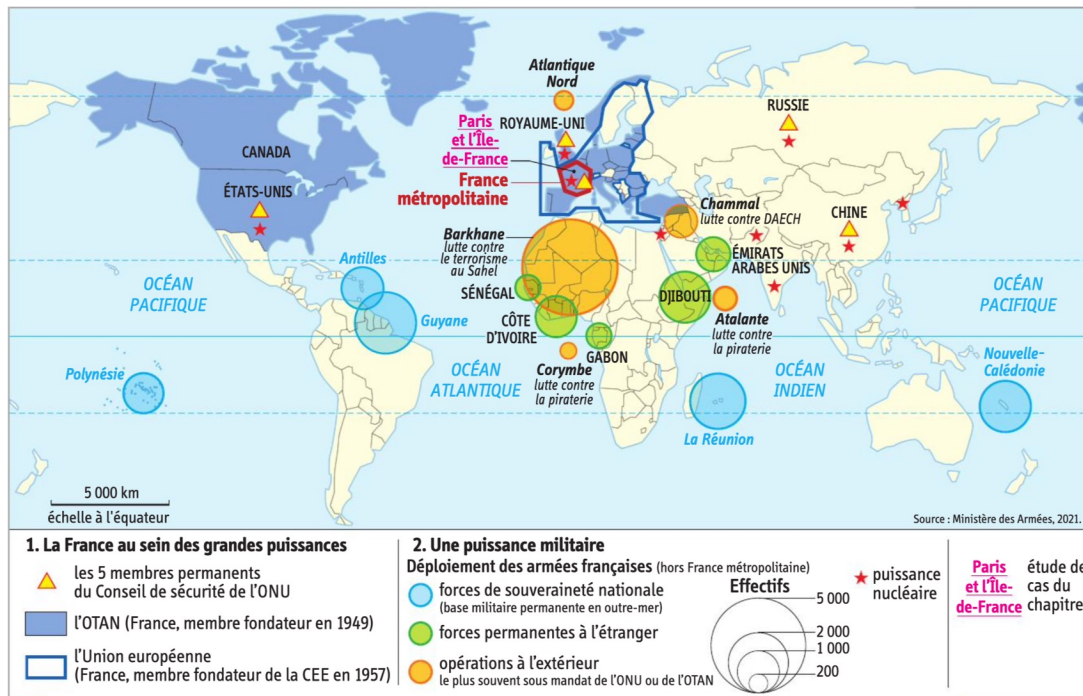 Atlantique
Nord
ROYAUME-UNI
RUSSIE
Paris
et l'Île-
de-France
France
métropolitaine
CANADA
ÉTATS-UNIS
Chammal
lutte contre DAECH
CHINE
Barkhane
lutte contre
le terrorisme
au Sahel
ÉMIRATS
ARABES UNIS
Antilles
OCÉAN
PACIFIQUE
SÉNÉGAL
DJIBOUTI
OCÉAN
PACIFIQUE
Guyane
CÔTE
D'IVOIRE
GABON
Atalante
lutte contre
la piraterie
Polynésie
OCÉAN
ATLANTIQUE
Corymbe
lutte contre
la piraterie
OCÉAN
INDIEN
Nouvelle-
Calédonie
La Réunion
5 000 km
échelle à l'équateur
Source : Ministère des Armées, 2021.
1. La France au sein des grandes puissances
les 5 membres permanents
du Conseil de sécurité de l'ONU
l'OTAN (France, membre fondateur en 1949)
l'Union européenne
(France, membre fondateur de la CEE en 1957)
2. Une puissance militaire
Déploiement des armées françaises (hors France métropolitaine)
forces de souveraineté nationale
(base militaire permanente en outre-mer)
forces permanentes à l'étranger
opérations à l'extérieur
le plus souvent sous mandat de l'ONU ou de l'OTAN
Effectifs
5 000
2 000
1 000
200
puissance
nucléaire
Paris
et l'Île-
de-France
étude de
cas du
chapitre